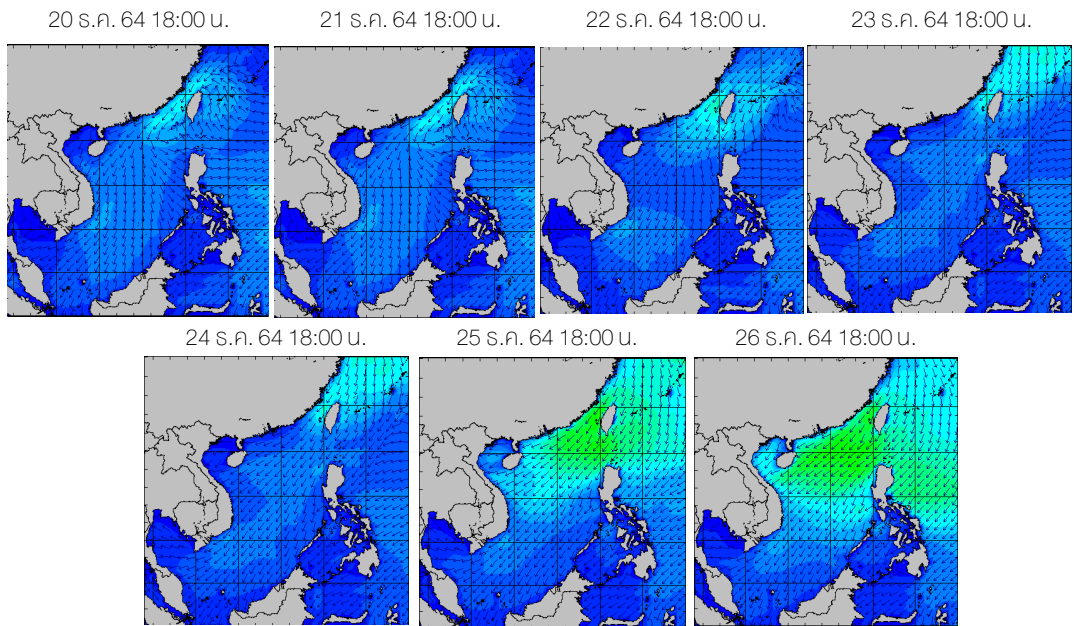 20 ธ.ค. 64 18:00 น.
21 ธ.ค. 64 18:00 น.
22 ธ.ค. 64 18:00 น.
23 ธ.ค. 64 18:00 น.
24 ธ.ค. 64 18:00 น.
25 ธ.ค. 64 18:00 น.
26 ธ.ค. 64 18:00 น.